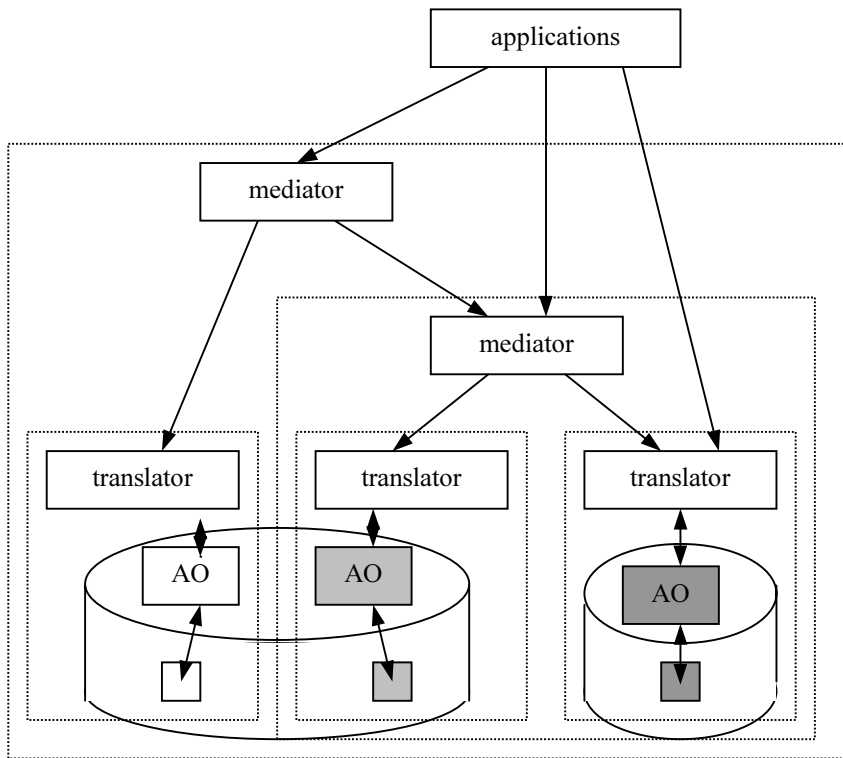 applications
mediator
mediator
translator
translator
translator
AO
AO
AO